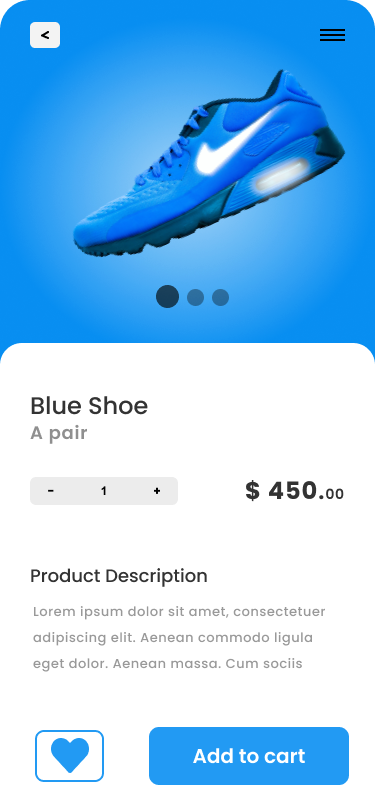 <
Blue Shoe
A pair
- 1 +
$ 450.00
Product Description
Lorem ipsum dolor sit amet, consectetuer
adipiscing elit. Aenean commodo ligula
eget dolor. Aenean massa. Cum sociis
Add to cart